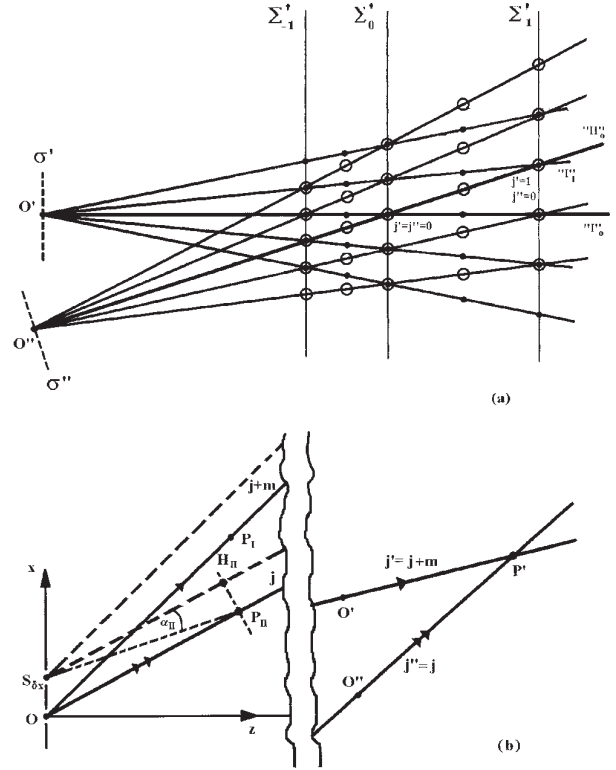 Σ'₋₁ Σ'₀ Σ'₁
σ'
"II"₀
O'
j'=1
j''=0
"I"₁
j'=j''=0
"I"₀
O''
σ''
(a)
j+m
x
P_I
H_II
j
j'= j+m
P'
O'
α_II
P_II
S_δx
O''
j''=j
O
z
(b)